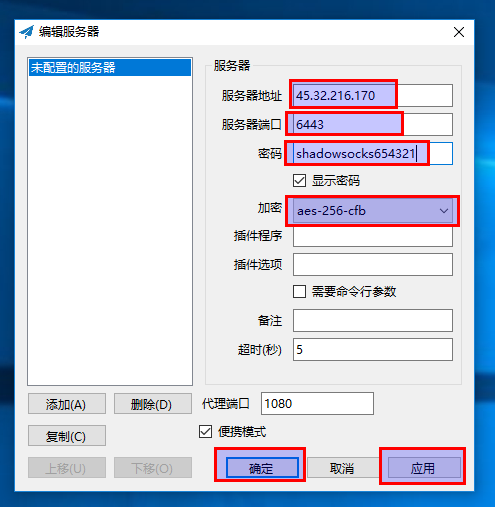 编辑服务器
未配置的服务器
服务器
服务器地址 45.32.216.170
服务器端口 6443
密码 shadowsocks654321
显示密码
加密 aes-256-cfb
插件程序
插件选项
需要命令行参数
备注
超时(秒) 5
添加(A) 删除(D) 代理端口 1080
复制(C) 便携模式
上移(U) 下移(O) 确定 取消 应用